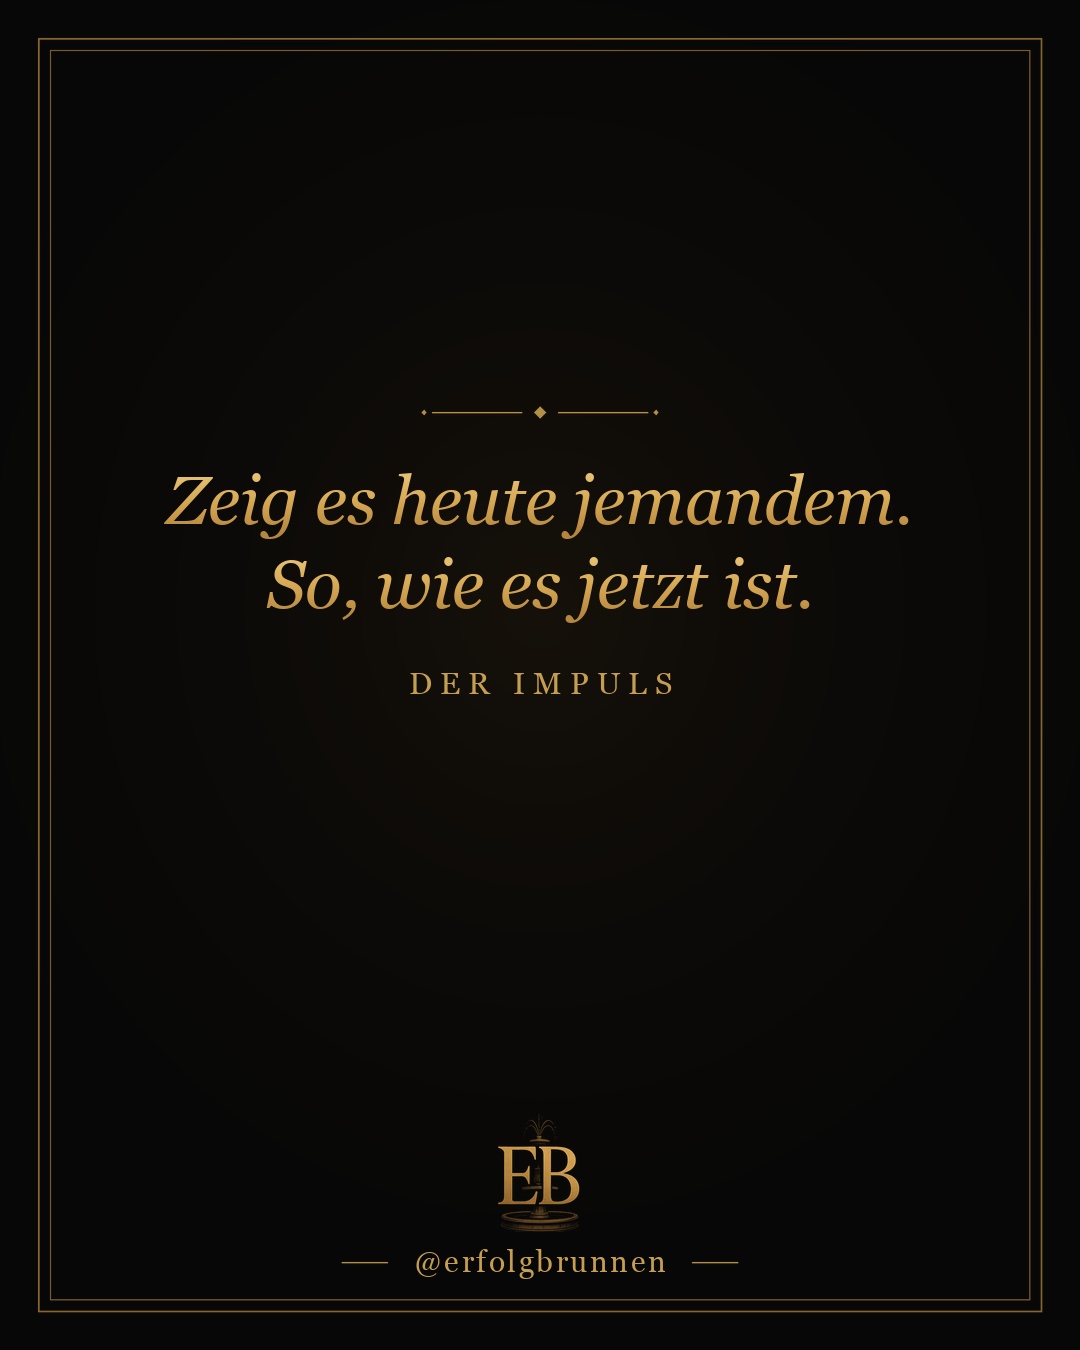 Zeig es heute jemandem.
So, wie es jetzt ist.
DER IMPULS
EB
@erfolgbrunnen